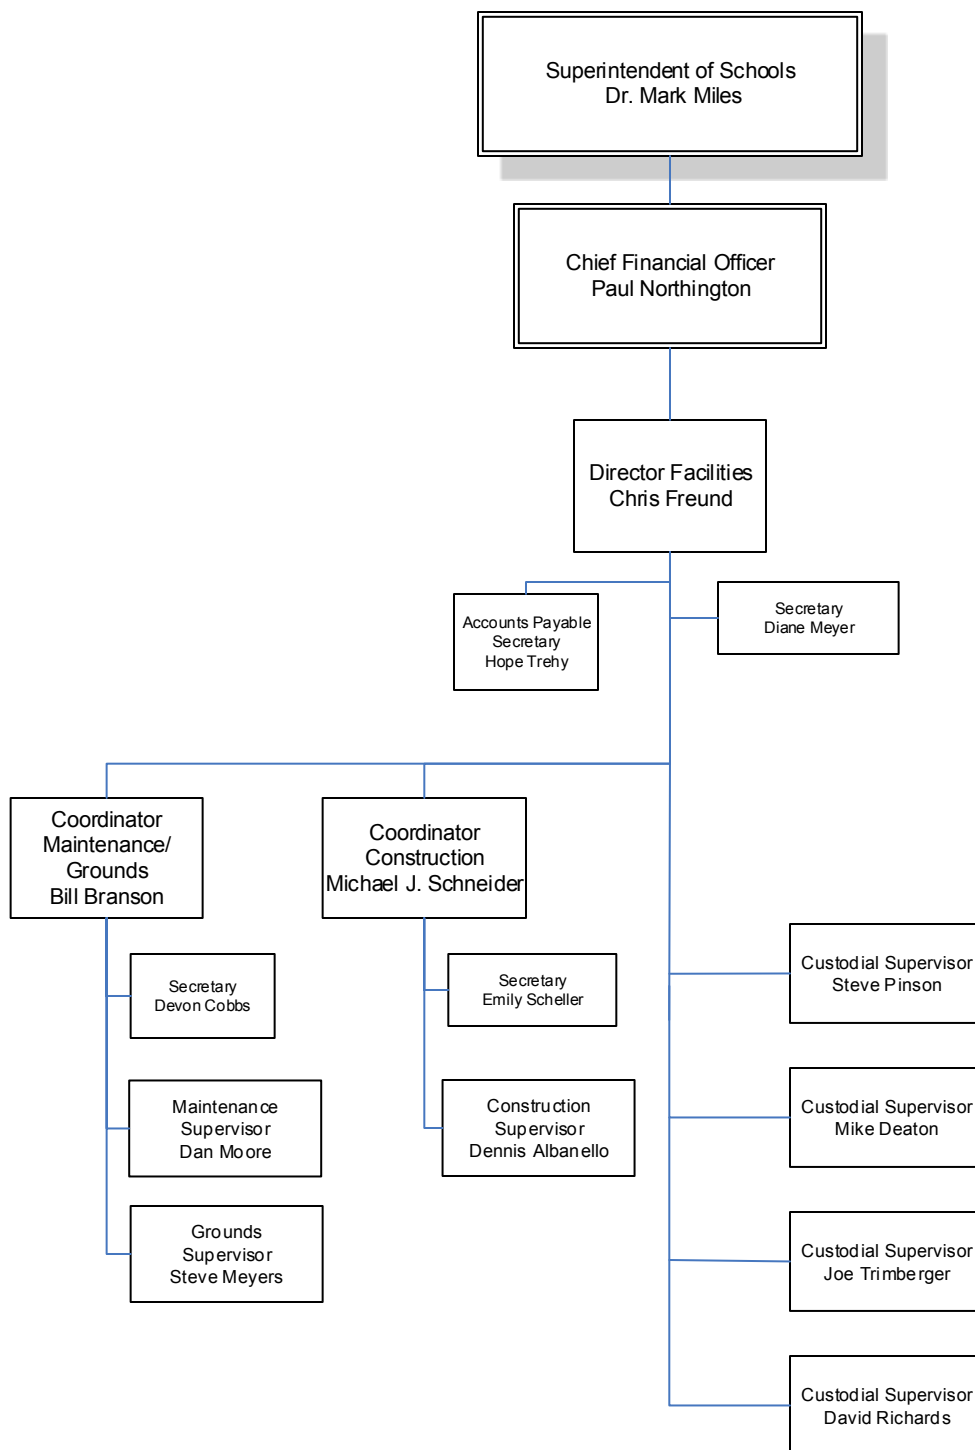 Superintendent of Schools
Dr. Mark Miles
Chief Financial Officer
Paul Northington
Director Facilities
Chris Freund
Accounts Payable
Secretary
Hope Trehy
Secretary
Diane Meyer
Coordinator
Maintenance/
Grounds
Bill Branson
Coordinator
Construction
Michael J. Schneider
Secretary
Devon Cobbs
Secretary
Emily Scheller
Maintenance
Supervisor
Dan Moore
Construction
Supervisor
Dennis Albanello
Grounds
Supervisor
Steve Meyers
Custodial Supervisor
Steve Pinson
Custodial Supervisor
Mike Deaton
Custodial Supervisor
Joe Trimberger
Custodial Supervisor
David Richards